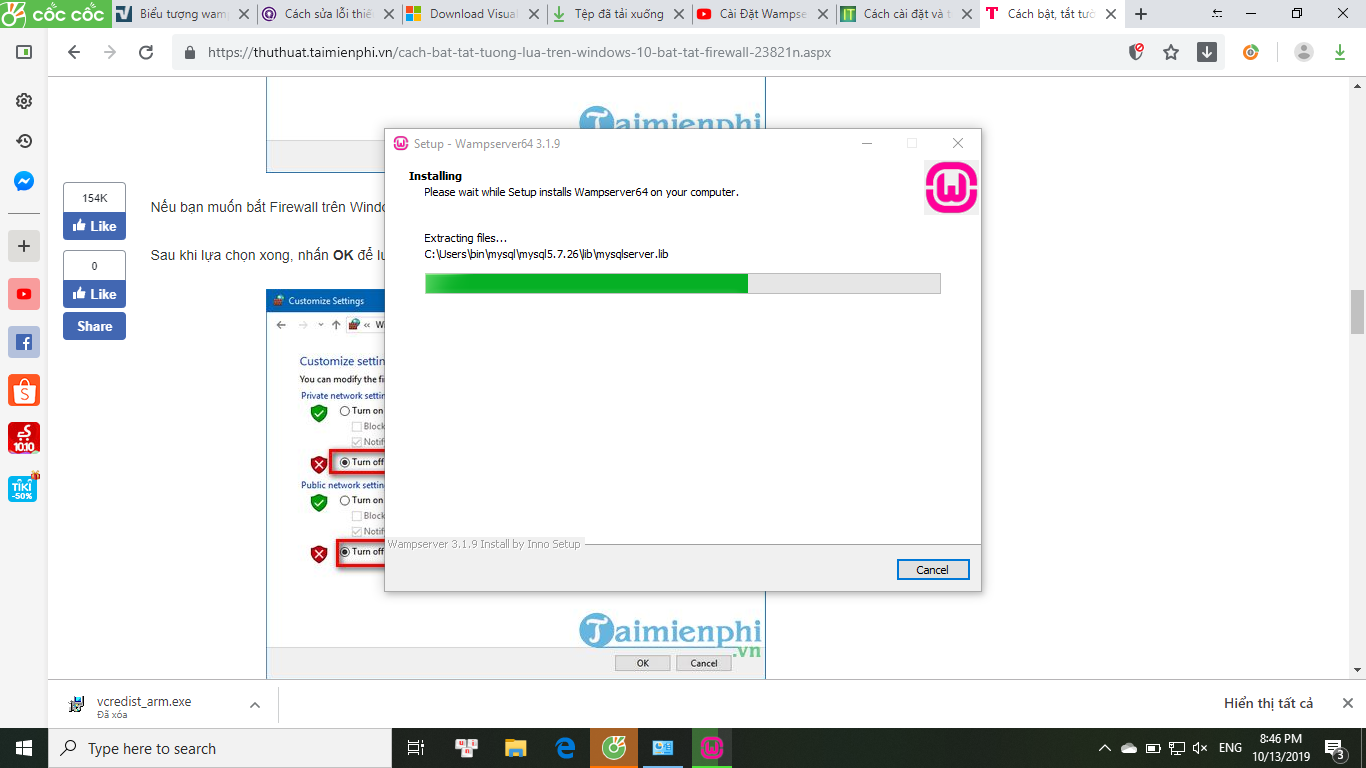 CỐC CỐC
Biểu tượng wamp
Cách sửa lỗi thiế
Download Visual
Tệp đã tải xuống
Cài Đặt Wampse
Cách cài đặt và t
Cách bật, tắt tườ
https://thuthuat.taimienphi.vn/cach-bat-tat-tuong-lua-tren-windows-10-bat-tat-firewall-23821n.aspx
Taimienphi
Setup - Wampserver64 3.1.9
Installing
Please wait while Setup installs Wampserver64 on your computer.
154K
Like
Nếu bạn muốn bắt Firewall trên Windo
Extracting files...
C:\Users\bin\mysql\mysql5.7.26\lib\mysqlserver.lib
Sau khi lựa chọn xong, nhấn OK để lư
0
Like
Share
Customize Settings
« W
Customize settin
You can modify the fi
Private network settin
Turn on
Block
Notif
Turn off
Public network settin
Turn on
Block
Notif
Turn off
Wampserver 3.1.9 Install by Inno Setup
Cancel
10.10
TIKI
-50%
Taimienphi
.vn
OK
Cancel
vcredist_arm.exe
Đã xóa
Hiển thị tất cả
Type here to search
ENG
8:46 PM
10/13/2019
3